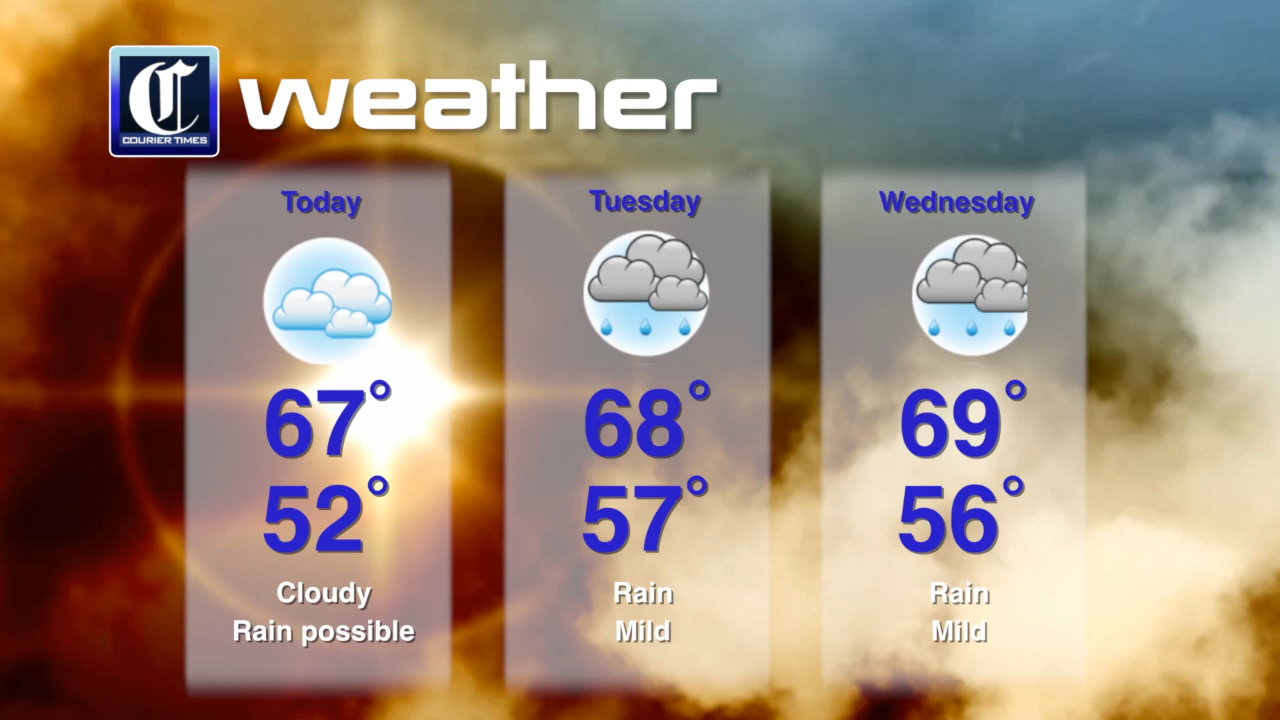 C
COURIER TIMES
weather
Today
67°
52°
Cloudy
Rain possible
Tuesday
68°
57°
Rain
Mild
Wednesday
69°
56°
Rain
Mild